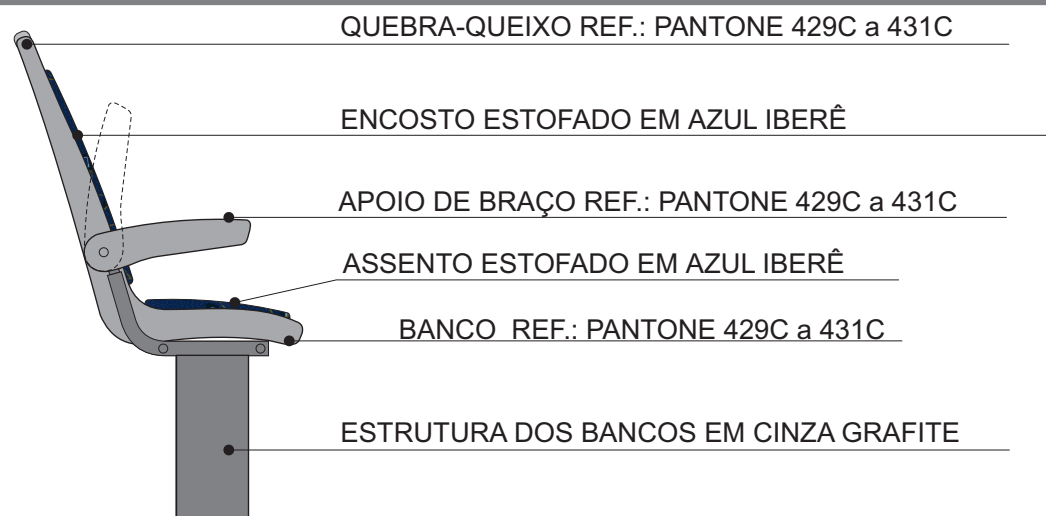 QUEBRA-QUEIXO REF.: PANTONE 429C a 431C
ENCOSTO ESTOFADO EM AZUL IBERÊ
APOIO DE BRAÇO REF.: PANTONE 429C a 431C
ASSENTO ESTOFADO EM AZUL IBERÊ
BANCO REF.: PANTONE 429C a 431C
ESTRUTURA DOS BANCOS EM CINZA GRAFITE